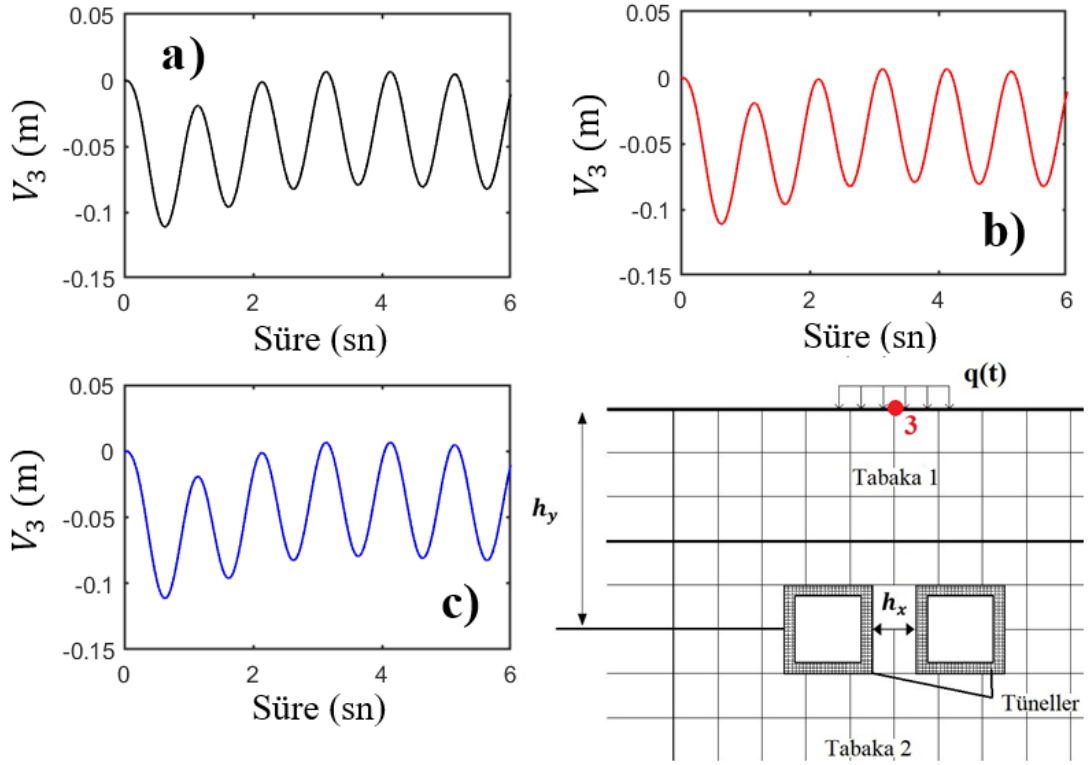 a)
0.05
0
-0.05
-0.1
-0.15
V₃ (m)
0 2 4 6
Süre (sn)
b)
0.05
0
-0.05
-0.1
-0.15
V₃ (m)
0 2 4 6
Süre (sn)
c)
0.05
0
-0.05
-0.1
-0.15
V₃ (m)
0 2 4 6
Süre (sn)
q(t)
3
Tabaka 1
h_y
h_x
Tüneller
Tabaka 2